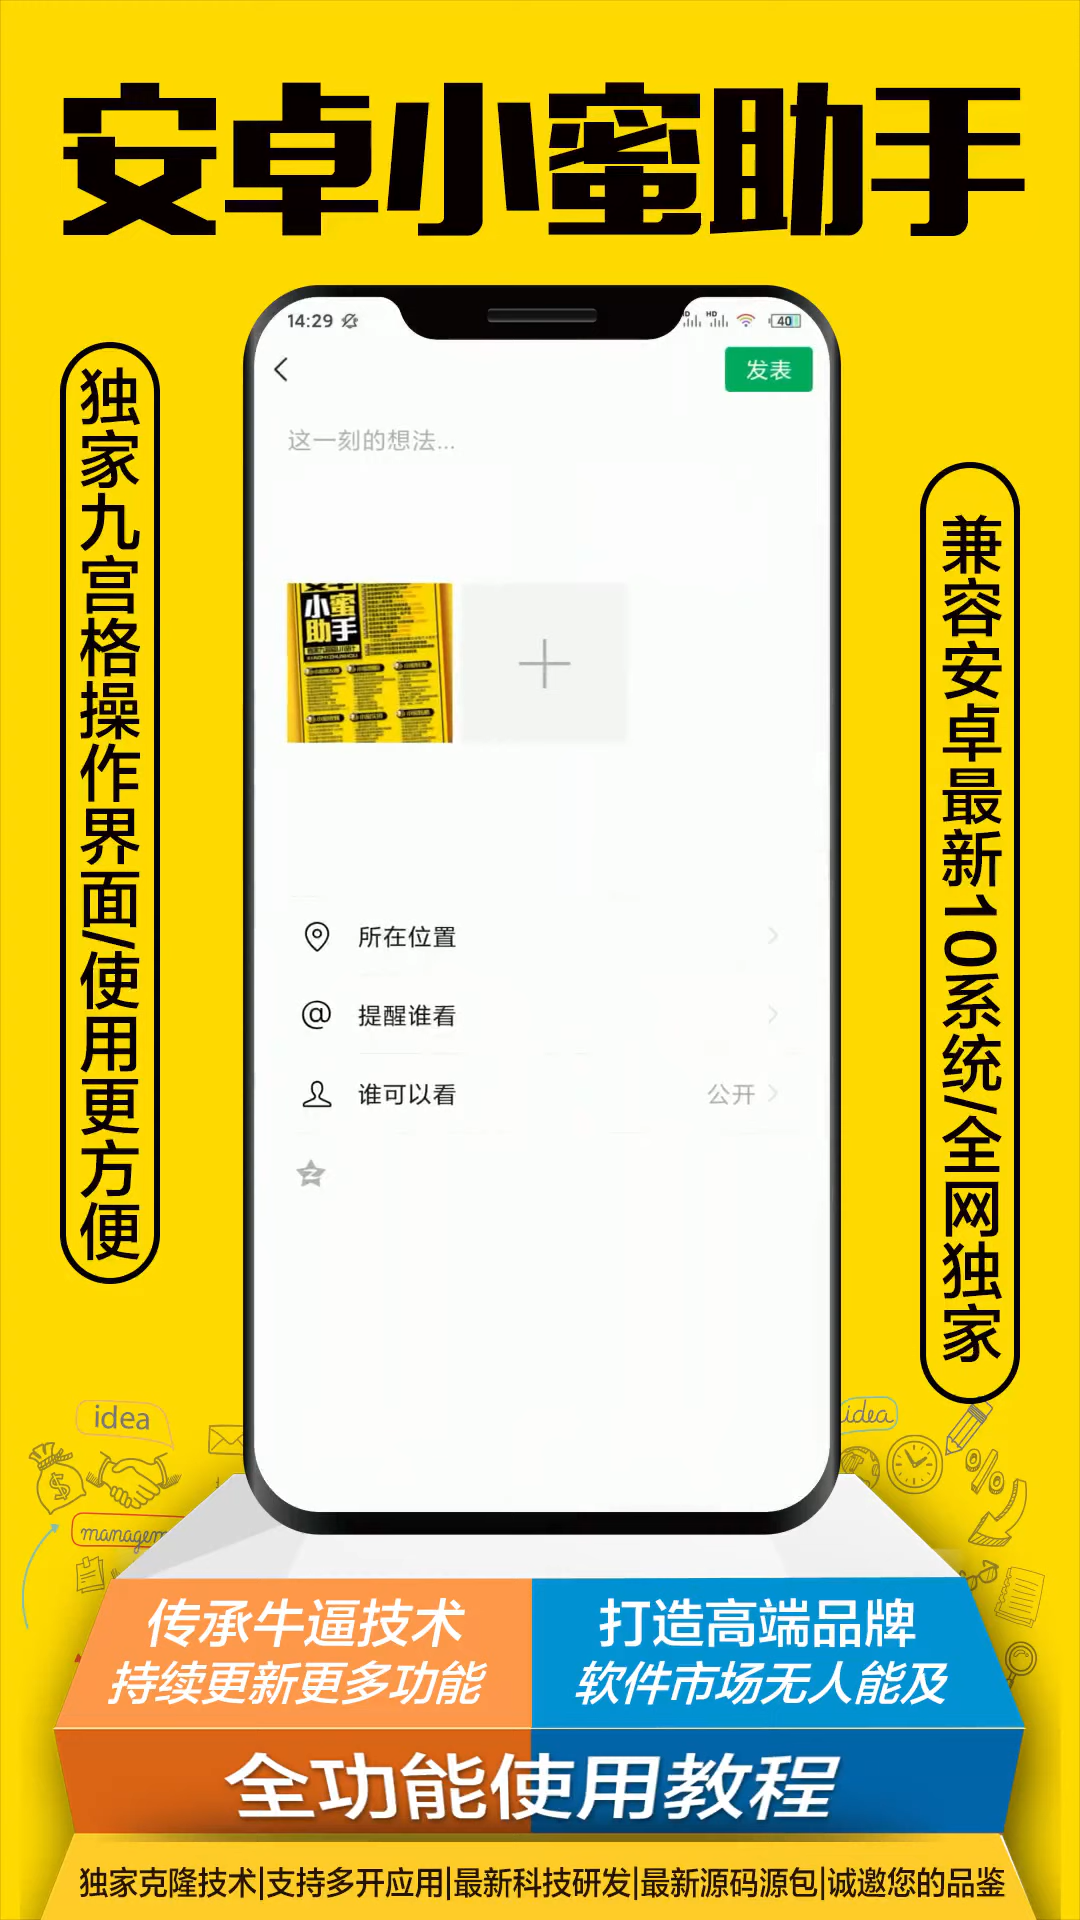 安卓小蜜助手
独家九宫格操作界面/使用更方便
兼容安卓最新10系统/全网独家
14:29
HD
40
发表
这一刻的想法...
小蜜
助手
所在位置
提醒谁看
谁可以看
公开
idea
idea
managem
传承牛逼技术
持续更新更多功能
打造高端品牌
软件市场无人能及
全功能使用教程
独家克隆技术|支持多开应用|最新科技研发|最新源码源包|诚邀您的品鉴